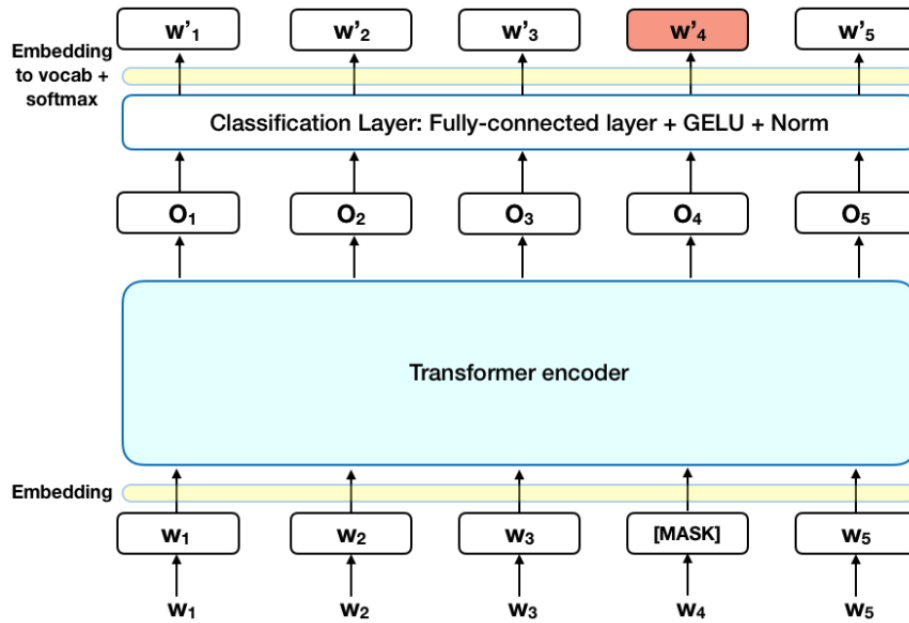 w’₁ w’₂ w’₃ w’₄ w’₅
Embedding
to vocab +
softmax
Classification Layer: Fully-connected layer + GELU + Norm
O₁ O₂ O₃ O₄ O₅
Transformer encoder
Embedding
w₁ w₂ w₃ [MASK] w₅
w₁ w₂ w₃ w₄ w₅